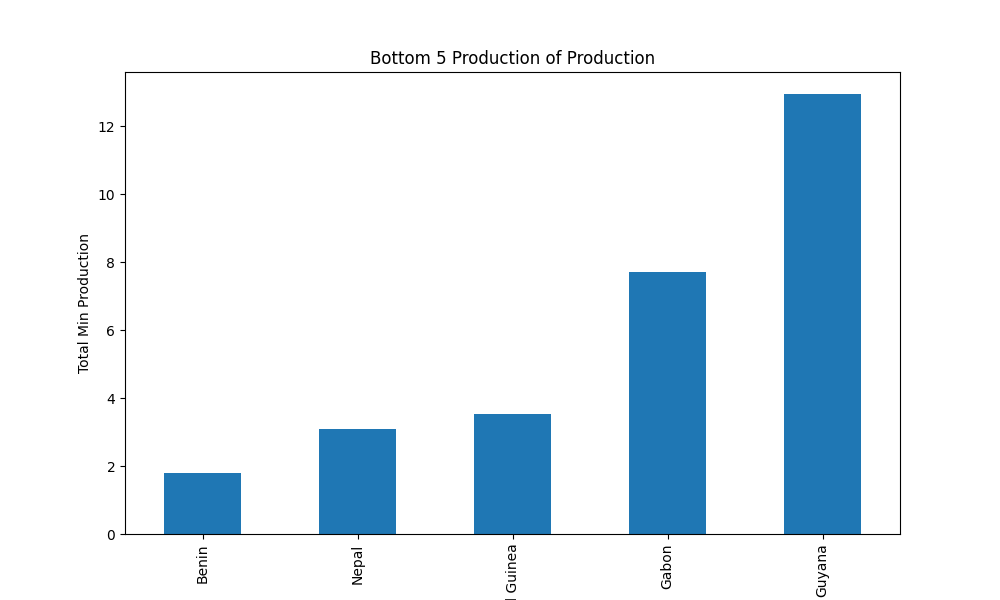 Bottom 5 Production of Production
Total Min Production
12
10
8
6
4
2
0
Benin
Nepal
l Guinea
Gabon
Guyana